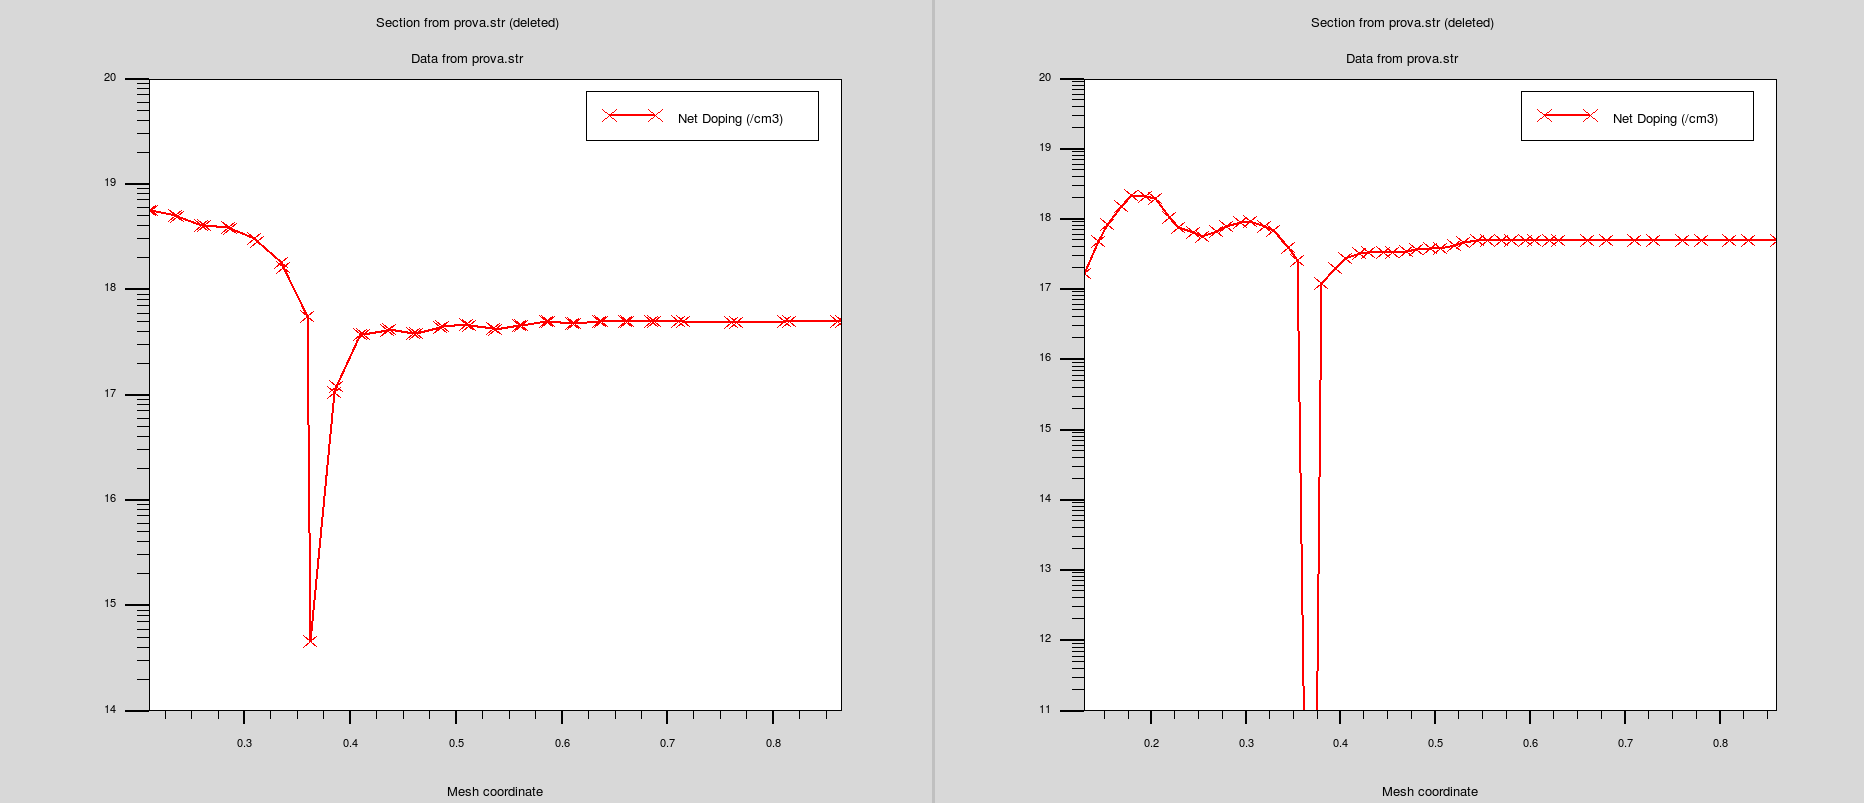 Section from prova.str (deleted)
Data from prova.str
Net Doping (/cm3)
20
19
18
17
16
15
14
0.3 0.4 0.5 0.6 0.7 0.8
Mesh coordinate
Section from prova.str (deleted)
Data from prova.str
Net Doping (/cm3)
20
19
18
17
16
15
14
13
12
11
0.2 0.3 0.4 0.5 0.6 0.7 0.8
Mesh coordinate